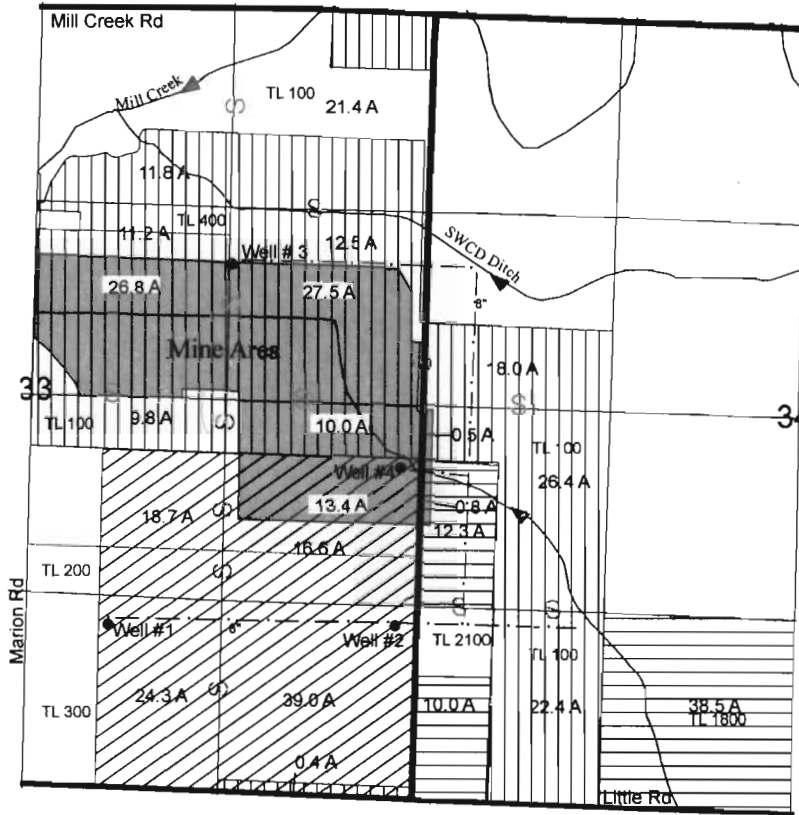 Mill Creek Rd
Mill Creek
TL 100
21.4 A
S
11.8 A
TL 400
S
11.2 A
12.5 A
SWCD Ditch
Well # 3
26.8 A
27.5 A
8"
Mine Area
18.0 A
33
S
34
TL 100
9.8 A
S
10.0 A
0.5 A
TL 100
Well #4
26.4 A
13.4 A
0.8 A
18.7 A
S
12.3 A
16.6 A
TL 200
S
S
S
Marion Rd
Well #1
8"
Well #2
TL 2100
TL 100
TL 300
24.3 A
S
39.0 A
10.0 A
22.4 A
38.5 A
TL 1800
0.4 A
Little Rd